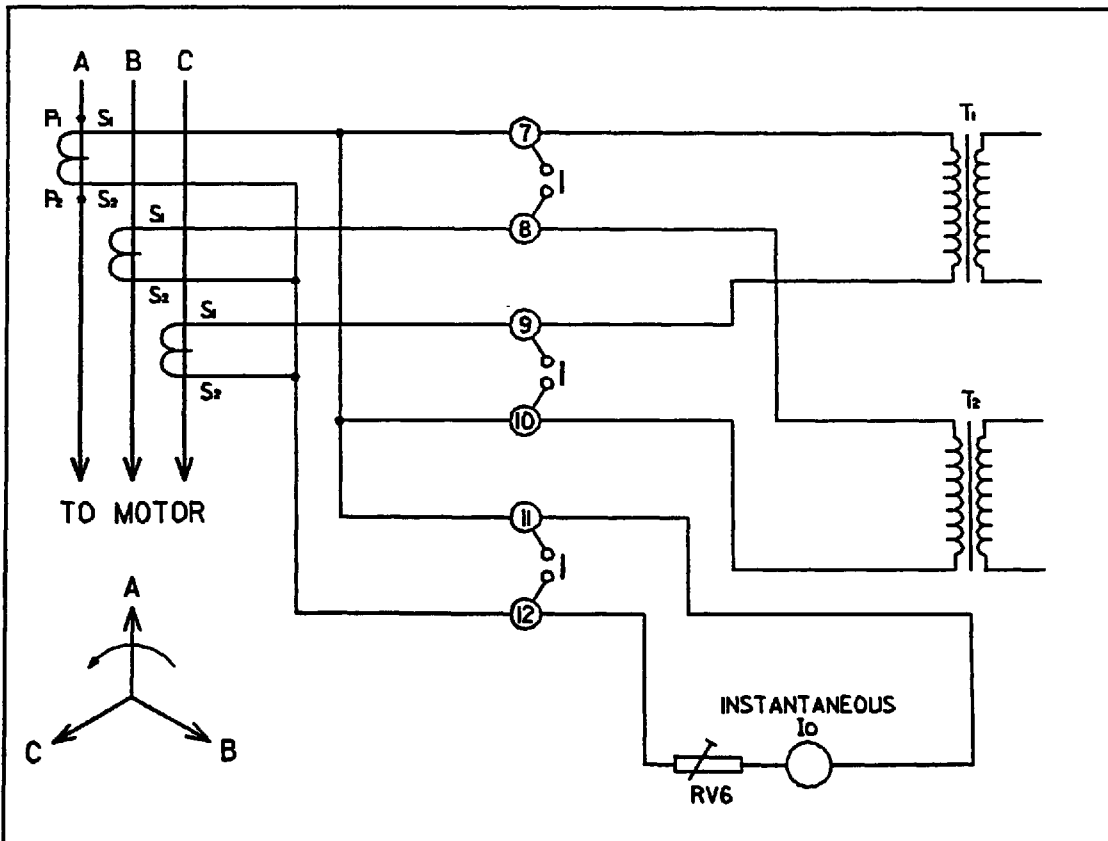 A B C
P1 S1
7
T1
P2 S2
S1
8
S2
S1
9
S2
10
T2
TO MOTOR
11
A
12
INSTANTANEOUS
Io
C B
RV6